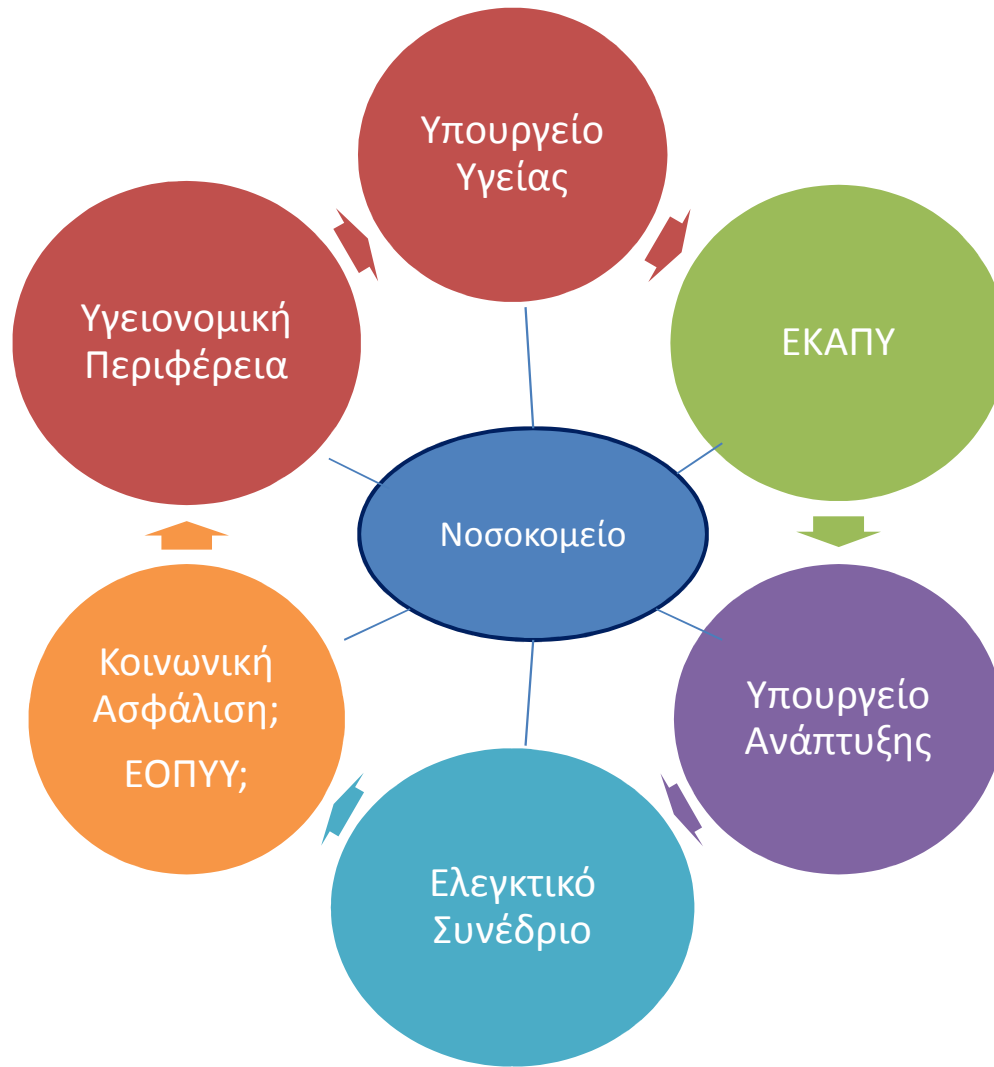 Υπουργείο
Υγείας
Υγειονομική
Περιφέρεια
ΕΚΑΠΥ
Νοσοκομείο
Κοινωνική
Ασφάλιση;
ΕΟΠΥΥ;
Υπουργείο
Ανάπτυξης
Ελεγκτικό
Συνέδριο